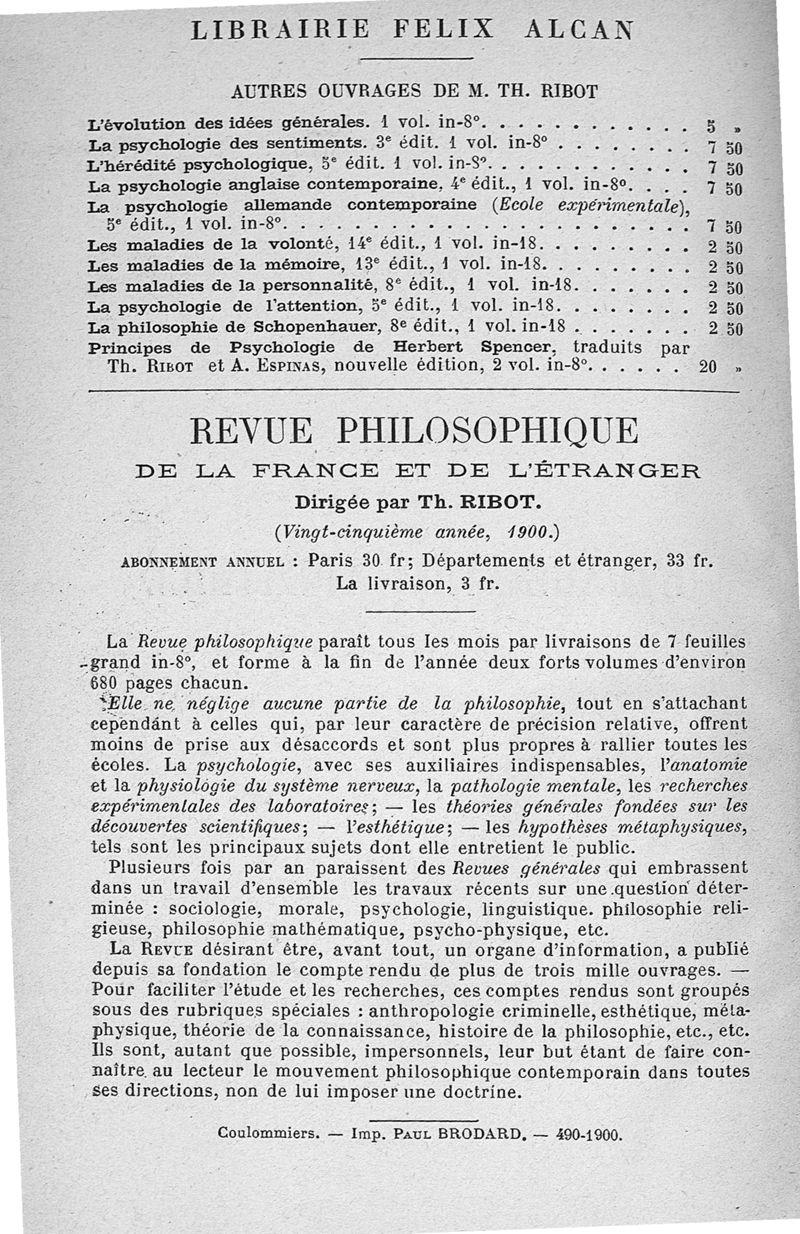 LIBRAIRIE FELIX ALCAN
AUTRES OUVRAGES DE M. TH. RIBOT
L'évolution des idées générales. 1 vol. in-8°. . . . . . . . . . . . 5 »
La psychologie des sentiments. 3e édit. 1 vol. in-8° . . . . . . . . . 7 50
L'hérédité psychologique, 5e édit. 1 vol. in-8°. . . . . . . . . . . . 7 50
La psychologie anglaise contemporaine, 4e édit., 1 vol. in-8°. . . . 7 50
La psychologie allemande contemporaine (Ecole expérimentale),
5e édit., 1 vol. in-8°. . . . . . . . . . . . . . . . . . . . . . . . 7 50
Les maladies de la volonté, 14e édit., 1 vol. in-18. . . . . . . . . 2 50
Les maladies de la mémoire, 13e édit., 1 vol. in-18. . . . . . . . . 2 50
Les maladies de la personnalité, 8e édit., 1 vol. in-18. . . . . . . 2 50
La psychologie de l'attention, 5e édit., 1 vol. in-18. . . . . . . . 2 50
La philosophie de Schopenhauer, 8e édit., 1 vol. in-18 . . . . . . . 2 50
Principes de Psychologie de Herbert Spencer, traduits par
Th. RIBOT et A. ESPINAS, nouvelle édition, 2 vol. in-8°. . . . . . 20 »
REVUE PHILOSOPHIQUE
DE LA FRANCE ET DE L'ÉTRANGER
Dirigée par Th. RIBOT.
(Vingt-cinquième année, 1900.)
ABONNEMENT ANNUEL : Paris 30 fr; Départements et étranger, 33 fr.
La livraison, 3 fr.
La Revue philosophique paraît tous les mois par livraisons de 7 feuilles
grand in-8°, et forme à la fin de l'année deux forts volumes d'environ
680 pages chacun.
Elle ne néglige aucune partie de la philosophie, tout en s'attachant
cependant à celles qui, par leur caractère de précision relative, offrent
moins de prise aux désaccords et sont plus propres à rallier toutes les
écoles. La psychologie, avec ses auxiliaires indispensables, l'anatomie
et la physiologie du système nerveux, la pathologie mentale, les recherches
expérimentales des laboratoires; — les théories générales fondées sur les
découvertes scientifiques; — l'esthétique; — les hypothèses métaphysiques,
tels sont les principaux sujets dont elle entretient le public.
Plusieurs fois par an paraissent des Revues générales qui embrassent
dans un travail d'ensemble les travaux récents sur une question déter-
minée : sociologie, morale, psychologie, linguistique. philosophie reli-
gieuse, philosophie mathématique, psycho-physique, etc.
La REVUE désirant être, avant tout, un organe d'information, a publié
depuis sa fondation le compte rendu de plus de trois mille ouvrages. —
Pour faciliter l'étude et les recherches, ces comptes rendus sont groupés
sous des rubriques spéciales : anthropologie criminelle, esthétique, méta-
physique, théorie de la connaissance, histoire de la philosophie, etc., etc.
Ils sont, autant que possible, impersonnels, leur but étant de faire con-
naître au lecteur le mouvement philosophique contemporain dans toutes
ses directions, non de lui imposer une doctrine.
Coulommiers. — Imp. PAUL BRODARD. — 490-1900.